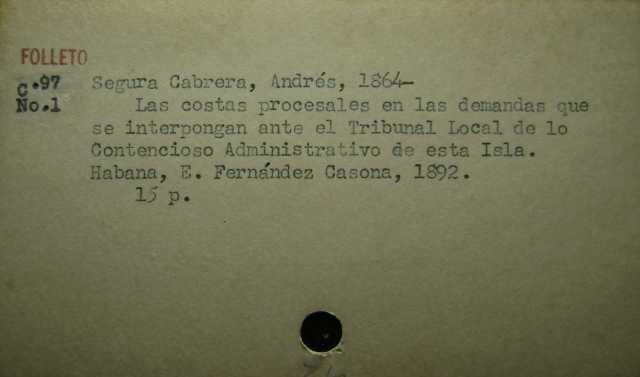 FOLLETO
C.97 Segura Cabrera, Andrés, 1864-
No.1 Las costas procesales en las demandas que
se interpongan ante el Tribunal Local de lo
Contencioso Administrativo de esta Isla.
Habana, E. Fernández Casona, 1892.
15 p.